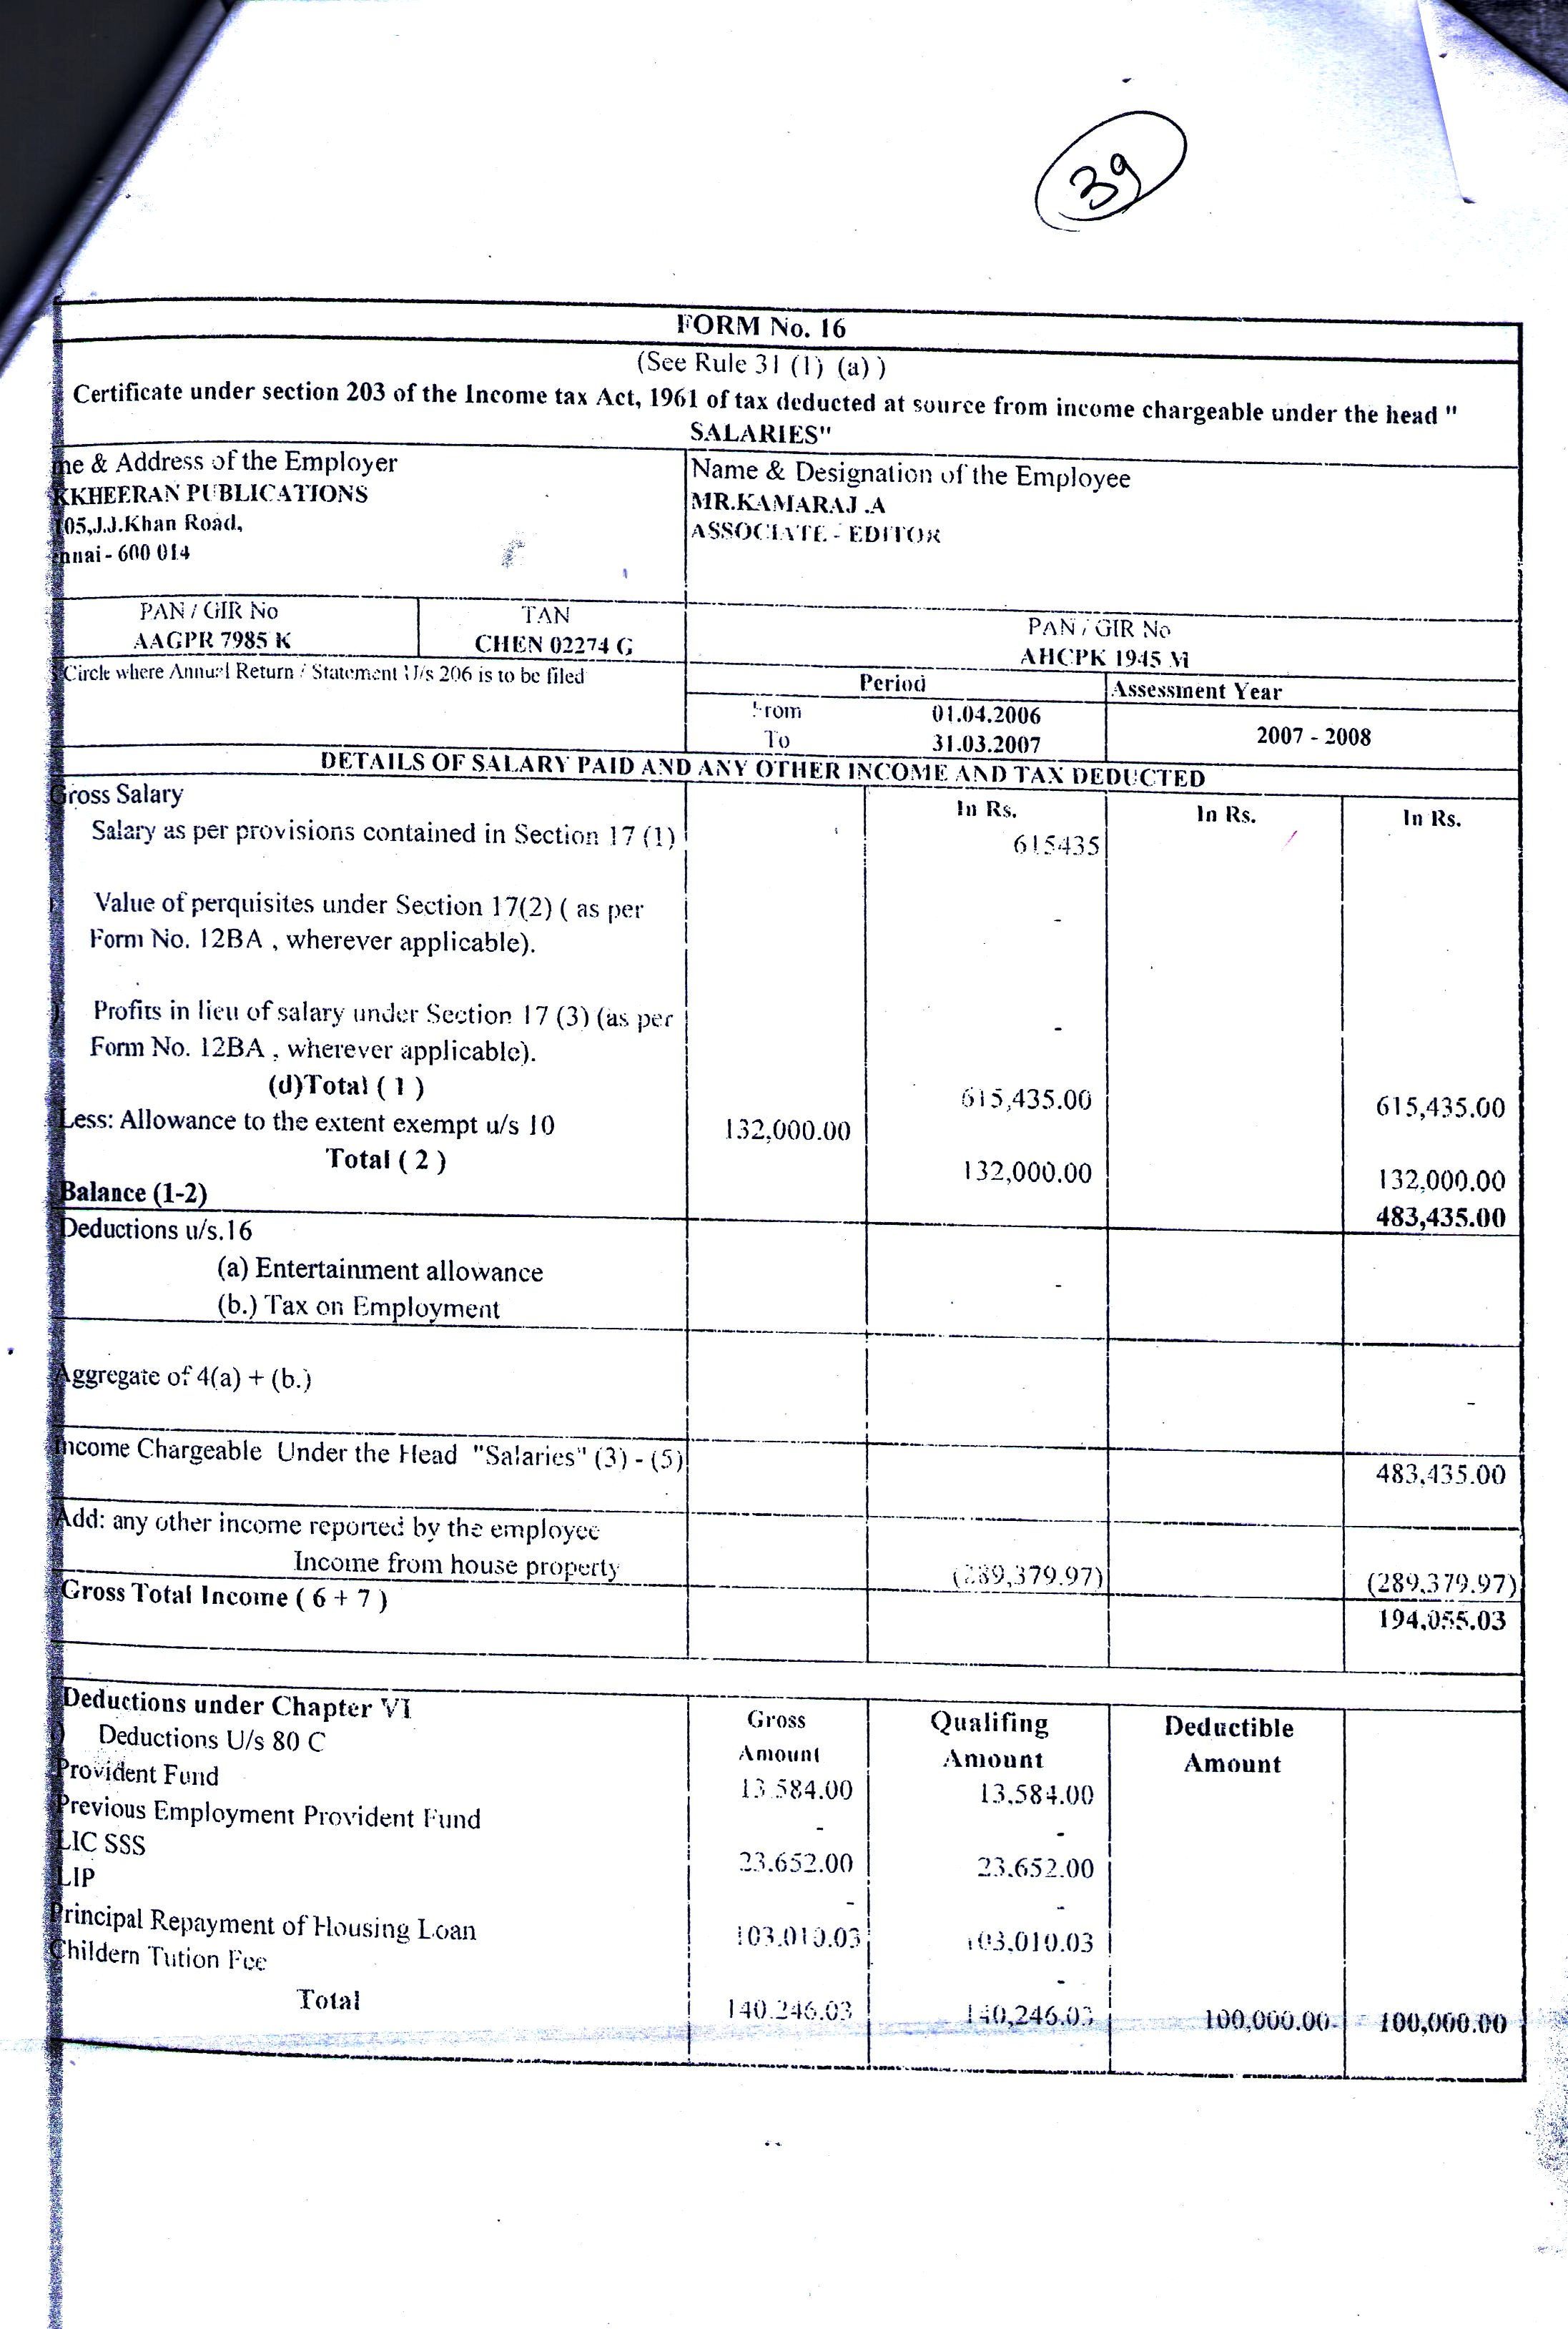 39
FORM No. 16
(See Rule 31 (1) (a) )
Certificate under section 203 of the Income tax Act, 1961 of tax deducted at source from income chargeable under the head "
SALARIES"
me & Address of the Employer
KKHEERAN PUBLICATIONS
105,J.J.Khan Road,
ennai - 600 014
Name & Designation of the Employee
MR.KAMARAJ .A
ASSOCIATE - EDITOR
PAN / GIR No
AAGPR 7985 K
TAN
CHEN 02274 G
PAN / GIR No
AHCPK 1945 M
Circle where Annual Return / Statement U/s 206 is to be filed
Period
Assessment Year
From 01.04.2006
To 31.03.2007
2007 - 2008
DETAILS OF SALARY PAID AND ANY OTHER INCOME AND TAX DEDUCTED
Gross Salary In Rs. In Rs. In Rs.
Salary as per provisions contained in Section 17 (1) 615435
Value of perquisites under Section 17(2) ( as per -
Form No. 12BA , wherever applicable).
Profits in lieu of salary under Section 17 (3) (as per -
Form No. 12BA , wherever applicable).
(d)Total ( 1 ) 615,435.00 615,435.00
Less: Allowance to the extent exempt u/s 10 132,000.00
Total ( 2 ) 132,000.00 132,000.00
Balance (1-2) 483,435.00
Deductions u/s.16
(a) Entertainment allowance -
(b.) Tax on Employment
Aggregate of 4(a) + (b.) -
Income Chargeable Under the Head "Salaries" (3) - (5) 483,435.00
Add: any other income reported by the employee
Income from house property (289,379.97) (289,379.97)
Gross Total Income ( 6 + 7 ) 194,055.03
Deductions under Chapter VI Gross Qualifing Deductible
) Deductions U/s 80 C Amount Amount Amount
Provident Fund 13,584.00 13,584.00
Previous Employment Provident Fund - -
LIC SSS 23,652.00 23,652.00
LIP - -
Principal Repayment of Housing Loan 103,010.03 103,010.03
Childern Tution Fee -
Total 140,246.03 140,246.03 100,000.00 100,000.00